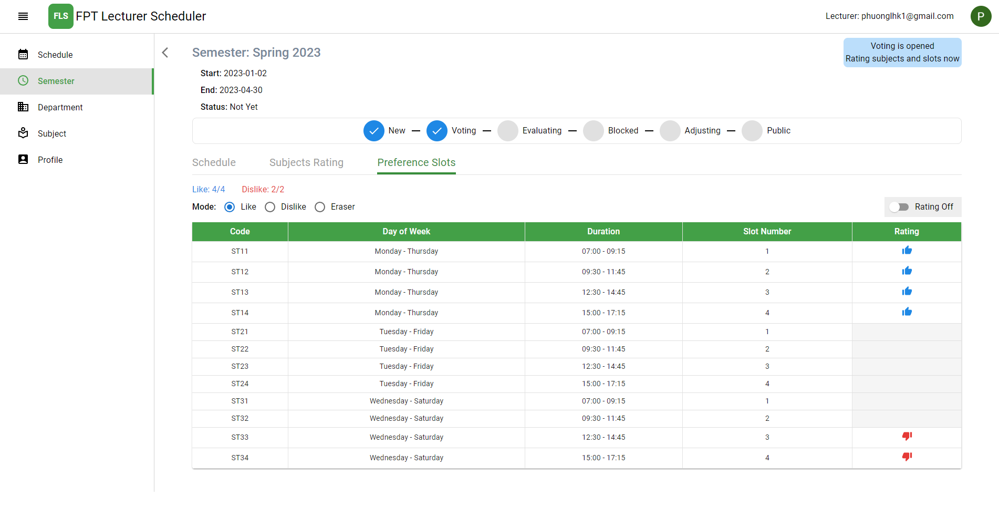 FLS FPT Lecturer Scheduler
Lecturer: phuonglhk1@gmail.com P
Schedule
Semester
Department
Subject
Profile
Semester: Spring 2023
Voting is opened
Rating subjects and slots now
Start: 2023-01-02
End: 2023-04-30
Status: Not Yet
New Voting Evaluating Blocked Adjusting Public
Schedule Subjects Rating Preference Slots
Like: 4/4 Dislike: 2/2
Mode: Like Dislike Eraser Rating Off
Code Day of Week Duration Slot Number Rating
ST11 Monday - Thursday 07:00 - 09:15 1
ST12 Monday - Thursday 09:30 - 11:45 2
ST13 Monday - Thursday 12:30 - 14:45 3
ST14 Monday - Thursday 15:00 - 17:15 4
ST21 Tuesday - Friday 07:00 - 09:15 1
ST22 Tuesday - Friday 09:30 - 11:45 2
ST23 Tuesday - Friday 12:30 - 14:45 3
ST24 Tuesday - Friday 15:00 - 17:15 4
ST31 Wednesday - Saturday 07:00 - 09:15 1
ST32 Wednesday - Saturday 09:30 - 11:45 2
ST33 Wednesday - Saturday 12:30 - 14:45 3
ST34 Wednesday - Saturday 15:00 - 17:15 4